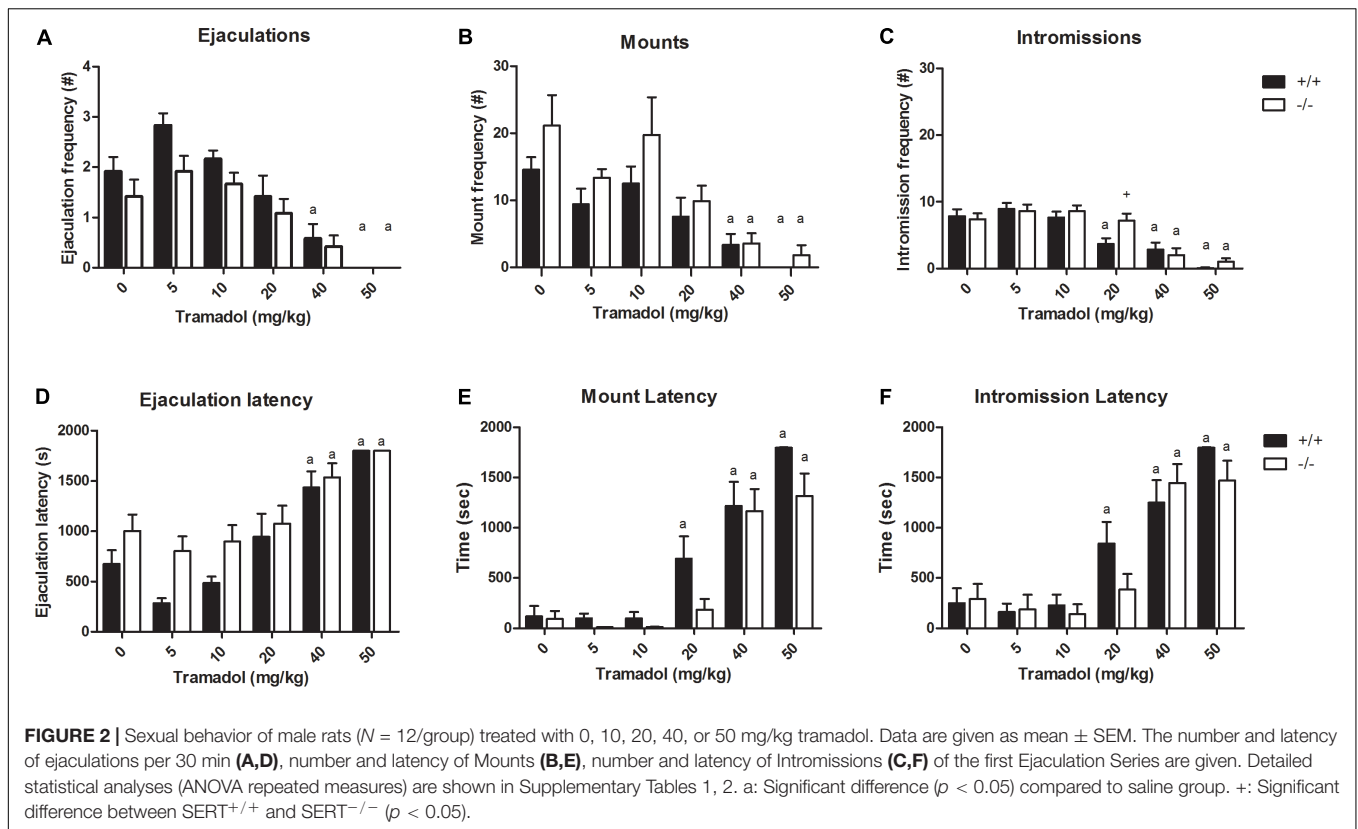 A
Ejaculations
Ejaculation frequency (#)
4
3
2
1
0
a
a a
0 5 10 20 40 50
Tramadol (mg/kg)
B
Mounts
Mount frequency (#)
30
20
10
0
a a
a a
0 5 10 20 40 50
Tramadol (mg/kg)
C
Intromissions
Intromission frequency (#)
30
20
10
0
a +
a a
a a
0 5 10 20 40 50
Tramadol (mg/kg)
+/+
-/-
D
Ejaculation latency
Ejaculation latency (s)
2000
1500
1000
500
0
a a
a a
0 5 10 20 40 50
Tramadol (mg/kg)
E
Mount Latency
Time (sec)
2000
1500
1000
500
0
a
a a
a a
0 5 10 20 40 50
Tramadol (mg/kg)
F
Intromission Latency
Time (sec)
2000
1500
1000
500
0
a
a a
a a
0 5 10 20 40 50
Tramadol (mg/kg)
+/+
-/-
FIGURE 2 | Sexual behavior of male rats (N = 12/group) treated with 0, 10, 20, 40, or 50 mg/kg tramadol. Data are given as mean ± SEM. The number and latency
of ejaculations per 30 min (A,D), number and latency of Mounts (B,E), number and latency of Intromissions (C,F) of the first Ejaculation Series are given. Detailed
statistical analyses (ANOVA repeated measures) are shown in Supplementary Tables 1, 2. a: Significant difference (p < 0.05) compared to saline group. +: Significant
difference between SERT+/+ and SERT−/− (p < 0.05).